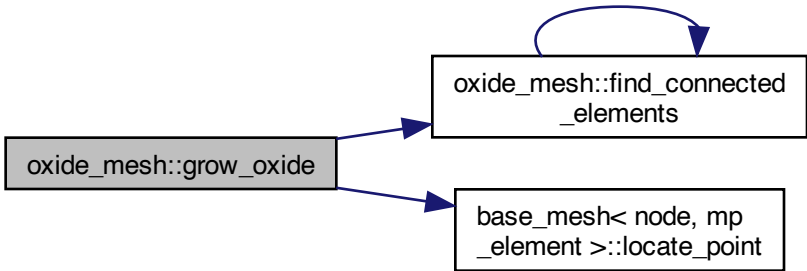 oxide_mesh::find_connected
_elements
oxide_mesh::grow_oxide
base_mesh< node, mp
_element >::locate_point